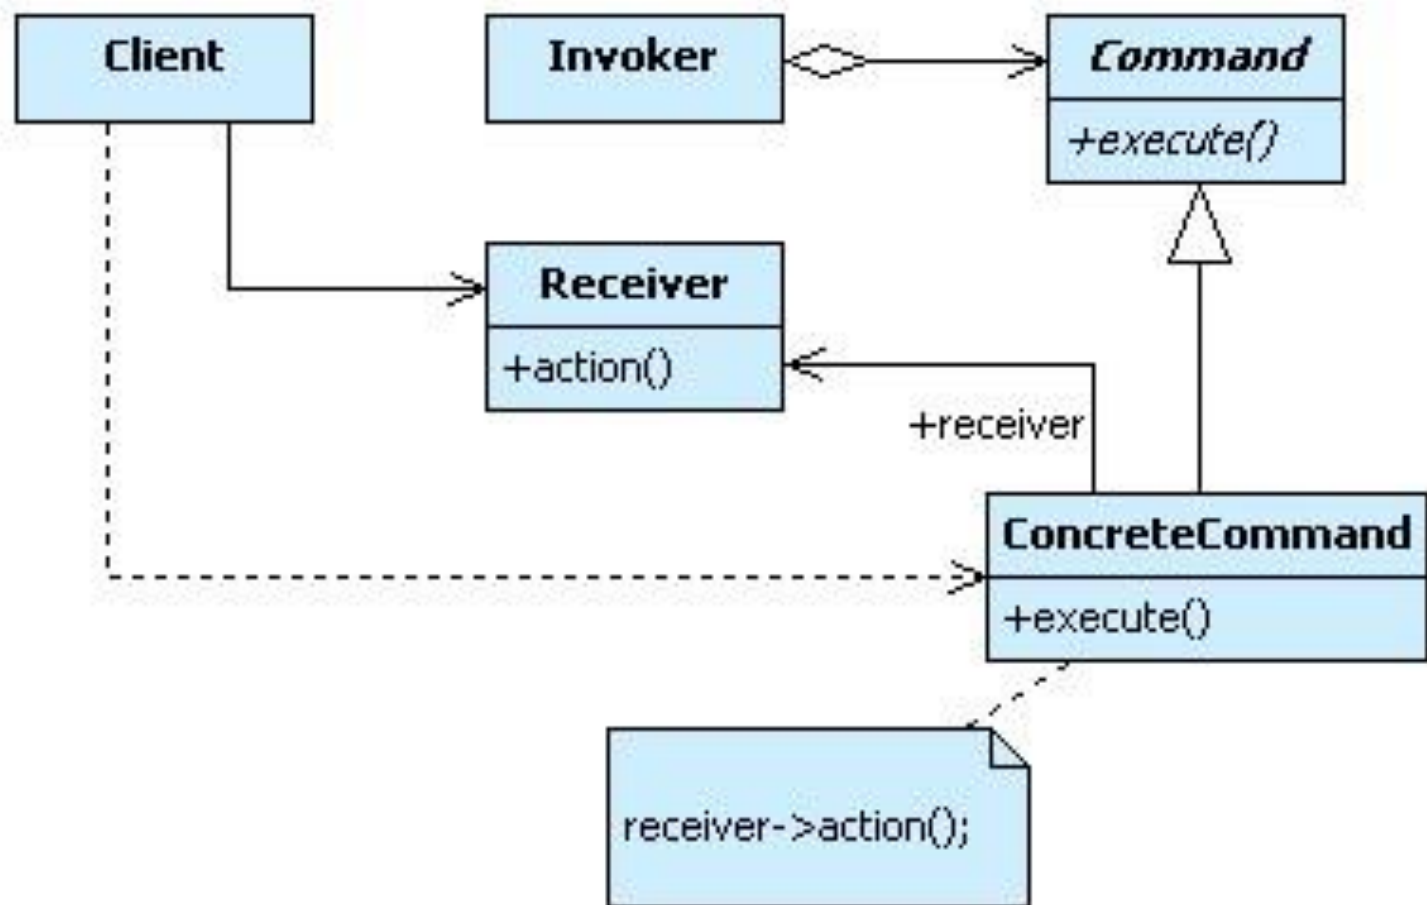 Client
Invoker
Command
+execute()
Receiver
+action()
+receiver
ConcreteCommand
+execute()
receiver->action();